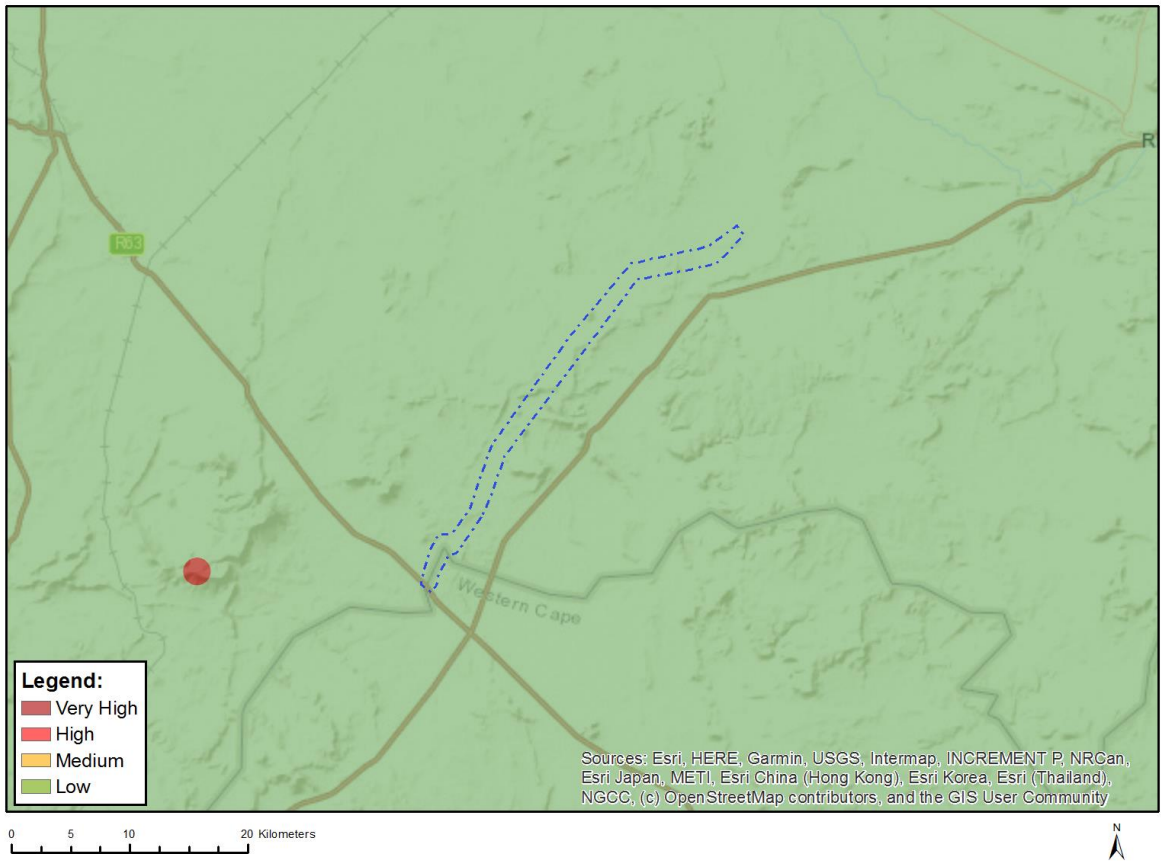 R
R63
Western Cape
Legend:
Very High
High
Medium
Low
Sources: Esri, HERE, Garmin, USGS, Intermap, INCREMENT P, NRCan,
Esri Japan, METI, Esri China (Hong Kong), Esri Korea, Esri (Thailand),
NGCC, (c) OpenStreetMap contributors, and the GIS User Community
0 5 10 20 Kilometers
N